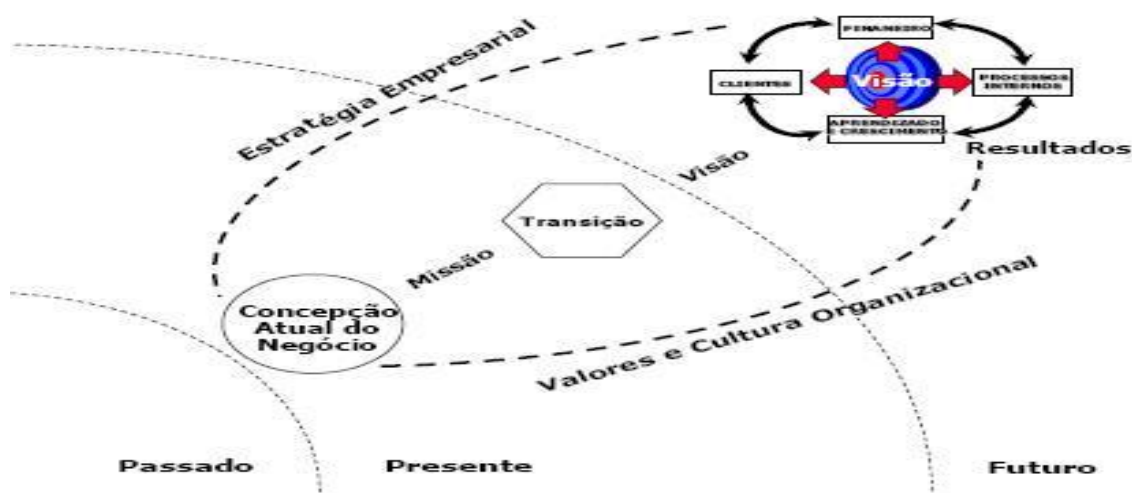 Estratégia Empresarial
CLIENTES
Visão
PROCESSOS
INTERNOS
APRENDIZADO
E CRESCIMENTO
Resultados
Visão
Transição
Missão
Concepção
Atual do
Negócio
Valores e Cultura Organizacional
Passado
Presente
Futuro